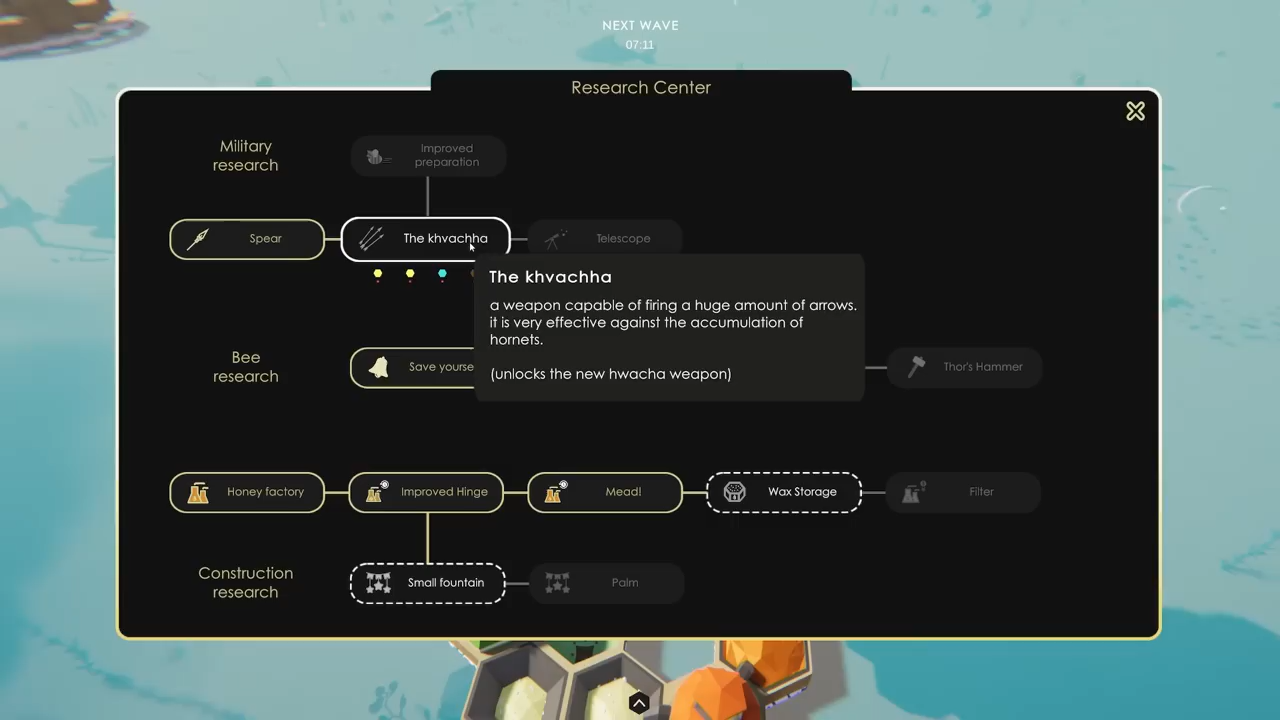 NEXT WAVE
07:11
Research Center
Military
research
Improved
preparation
Spear
The khvachha
Telescope
The khvachha
a weapon capable of firing a huge amount of arrows.
it is very effective against the accumulation of
hornets.
(unlocks the new hwacha weapon)
Bee
research
Save yourse
Thor's Hammer
Honey factory
Improved Hinge
Mead!
Wax Storage
Filter
Construction
research
Small fountain
Palm